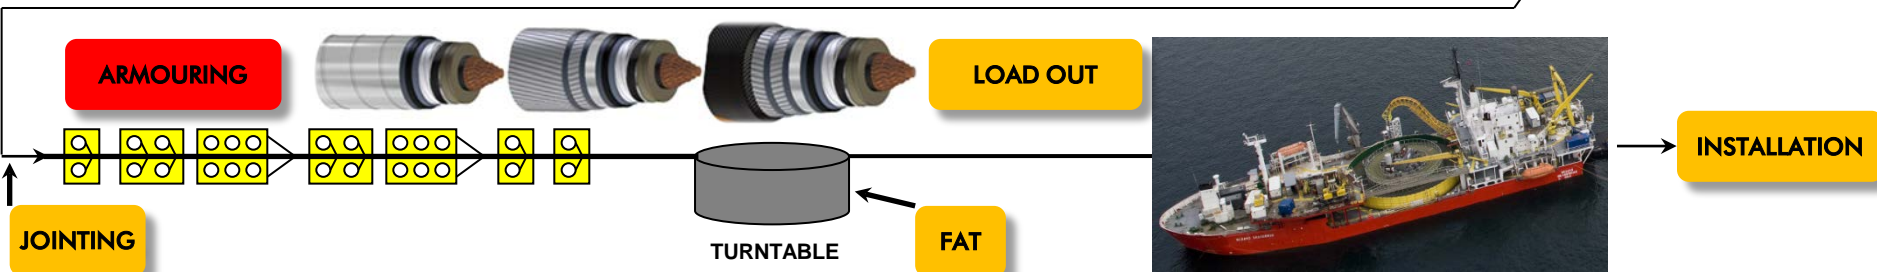 ARMOURING
LOAD OUT
INSTALLATION
JOINTING
TURNTABLE
FAT